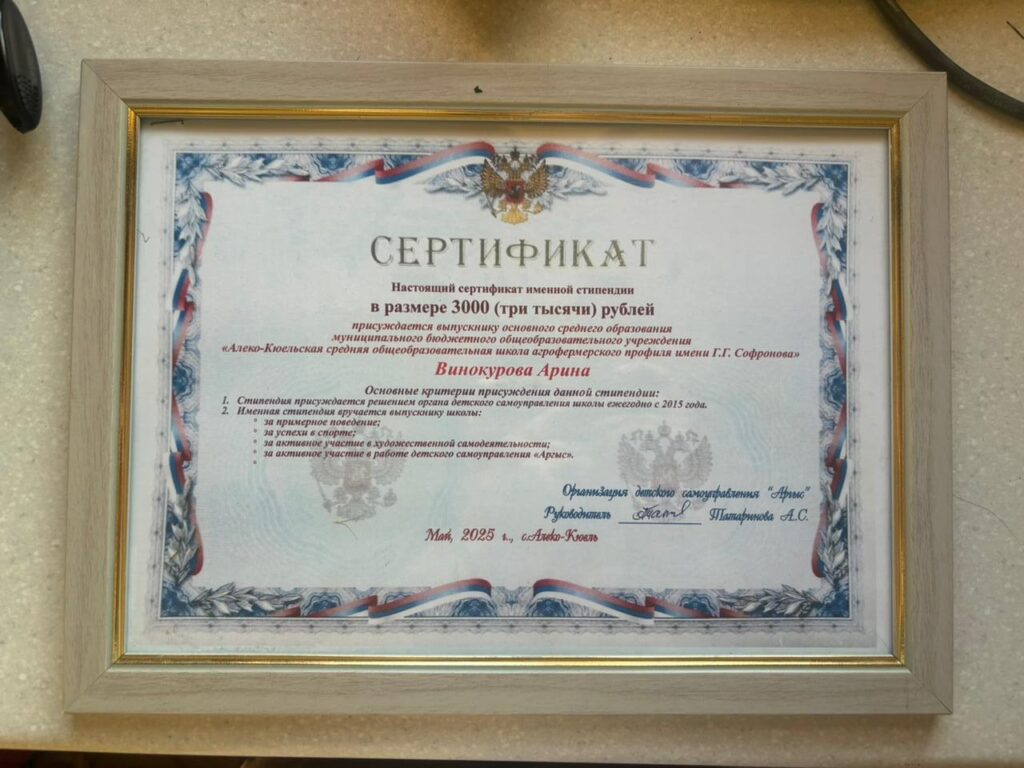 СЕРТИФИКАТ
Настоящий сертификат именной стипендии
в размере 3000 (три тысячи) рублей
присуждается выпускнику основного среднего образования
муниципального бюджетного общеобразовательного учреждения
«Алеко-Кюельская средняя общеобразовательная школа агрофермерского профиля имени Г.Г. Софронова»
Винокурова Арина
Основные критерии присуждения данной стипендии:
1. Стипендия присуждается решением органа детского самоуправления школы ежегодно с 2015 года.
2. Именная стипендия вручается выпускнику школы:
* за примерное поведение;
* за успехи в спорте;
* за активное участие в художественной самодеятельности;
* за активное участие в работе детского самоуправления «Аргыс».
*
Организация детского самоуправления "Аргыс"
Руководитель Татаринова А.С.
Май, 2025 г., с.Алеко-Кюель